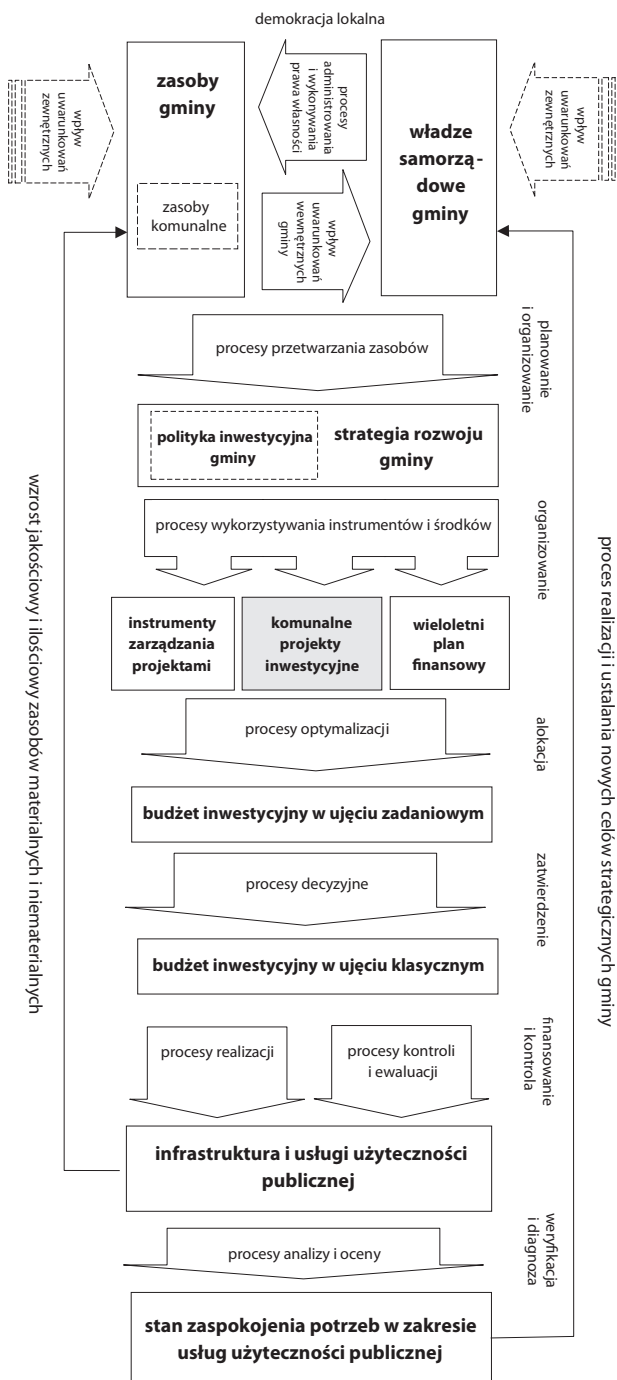 demokracja lokalna
wpływ
uwarunkowań
zewnętrznych
zasoby
gminy
zasoby
komunalne
procesy
administrowania
i wykonywania
prawa własności
wpływ
uwarunkowań
wewnętrznych
gminy
władze
samorzą-
dowe
gminy
wpływ
uwarunkowań
zewnętrznych
procesy przetwarzania zasobów
planowanie
i organizowanie
polityka inwestycyjna
gminy
strategia rozwoju
gminy
procesy wykorzystywania instrumentów i środków
organizowanie
instrumenty
zarządzania
projektami
komunalne
projekty
inwestycyjne
wieloletni
plan
finansowy
procesy optymalizacji
alokacja
budżet inwestycyjny w ujęciu zadaniowym
procesy decyzyjne
zatwierdzenie
budżet inwestycyjny w ujęciu klasycznym
procesy realizacji
procesy kontroli
i ewaluacji
finansowanie
i kontrola
infrastruktura i usługi użyteczności
publicznej
procesy analizy i oceny
weryfikacja
i diagnoza
stan zaspokojenia potrzeb w zakresie
usług użyteczności publicznej
wzrost jakościowy i ilościowy zasobów materialnych i niematerialnych
proces realizacji i ustalania nowych celów strategicznych gminy